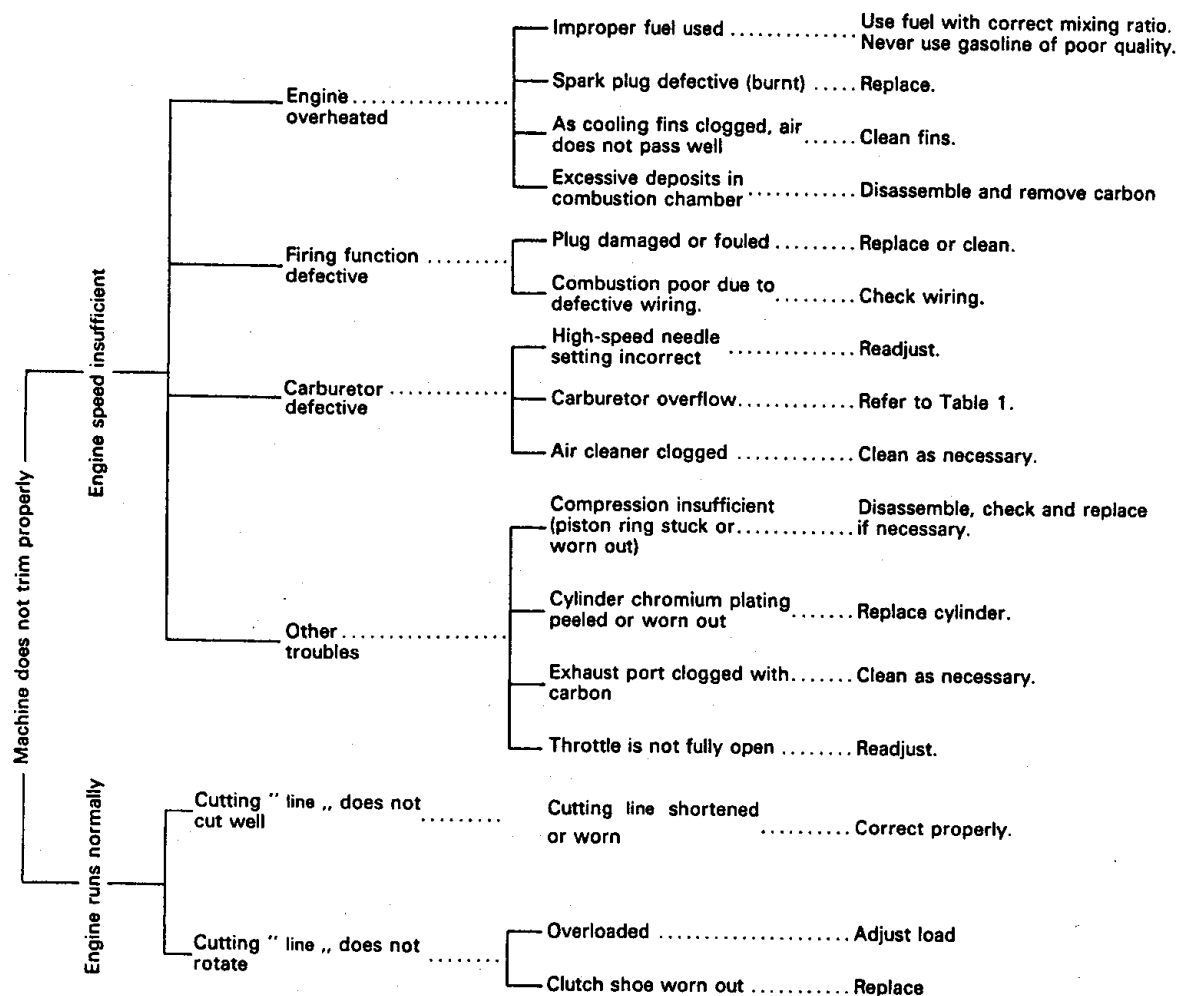 Machine does not trim properly
Engine speed insufficient
Engine
overheated
Improper fuel used
Use fuel with correct mixing ratio.
Never use gasoline of poor quality.
Spark plug defective (burnt)
Replace.
As cooling fins clogged, air
does not pass well
Clean fins.
Excessive deposits in
combustion chamber
Disassemble and remove carbon
Firing function
defective
Plug damaged or fouled
Replace or clean.
Combustion poor due to
defective wiring.
Check wiring.
Carburetor
defective
High-speed needle
setting incorrect
Readjust.
Carburetor overflow
Refer to Table 1.
Air cleaner clogged
Clean as necessary.
Other
troubles
Compression insufficient
(piston ring stuck or
worn out)
Disassemble, check and replace
if necessary.
Cylinder chromium plating
peeled or worn out
Replace cylinder.
Exhaust port clogged with
carbon
Clean as necessary.
Throttle is not fully open
Readjust.
Engine runs normally
Cutting " line „ does not
cut well
Cutting line shortened
or worn
Correct properly.
Cutting " line „ does not
rotate
Overloaded
Adjust load
Clutch shoe worn out
Replace